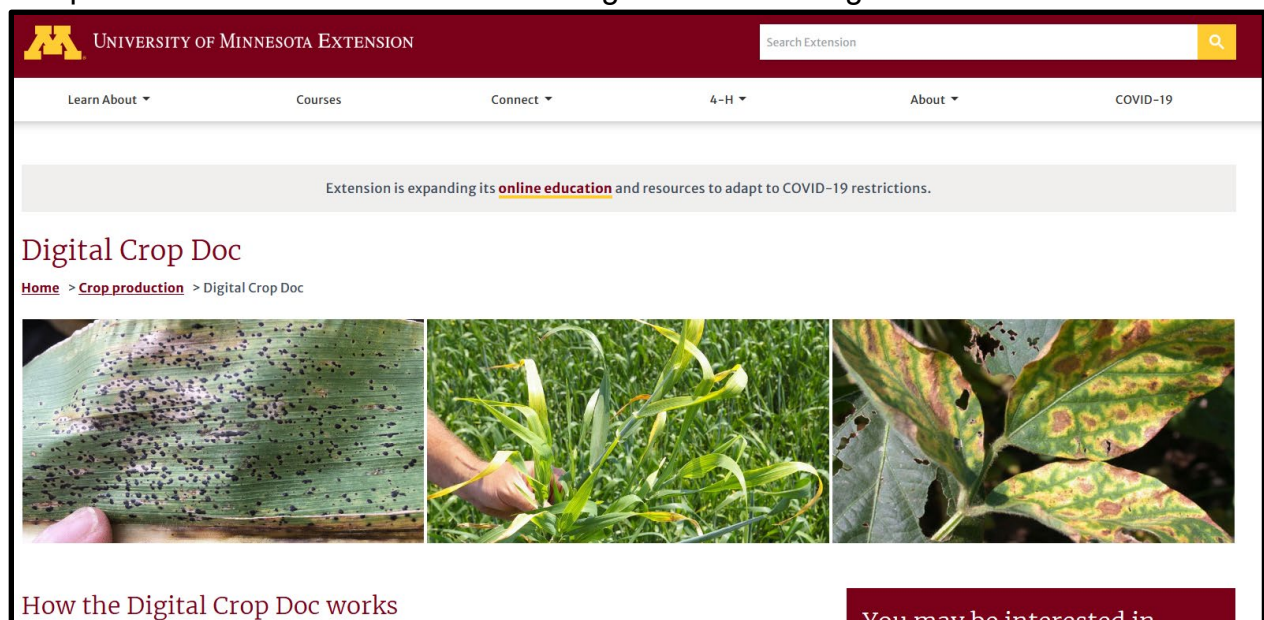 UNIVERSITY OF MINNESOTA EXTENSION
Search Extension
Learn About Courses Connect 4-H About COVID-19
Extension is expanding its online education and resources to adapt to COVID-19 restrictions.
Digital Crop Doc
Home > Crop production > Digital Crop Doc
How the Digital Crop Doc works
You may be interested in